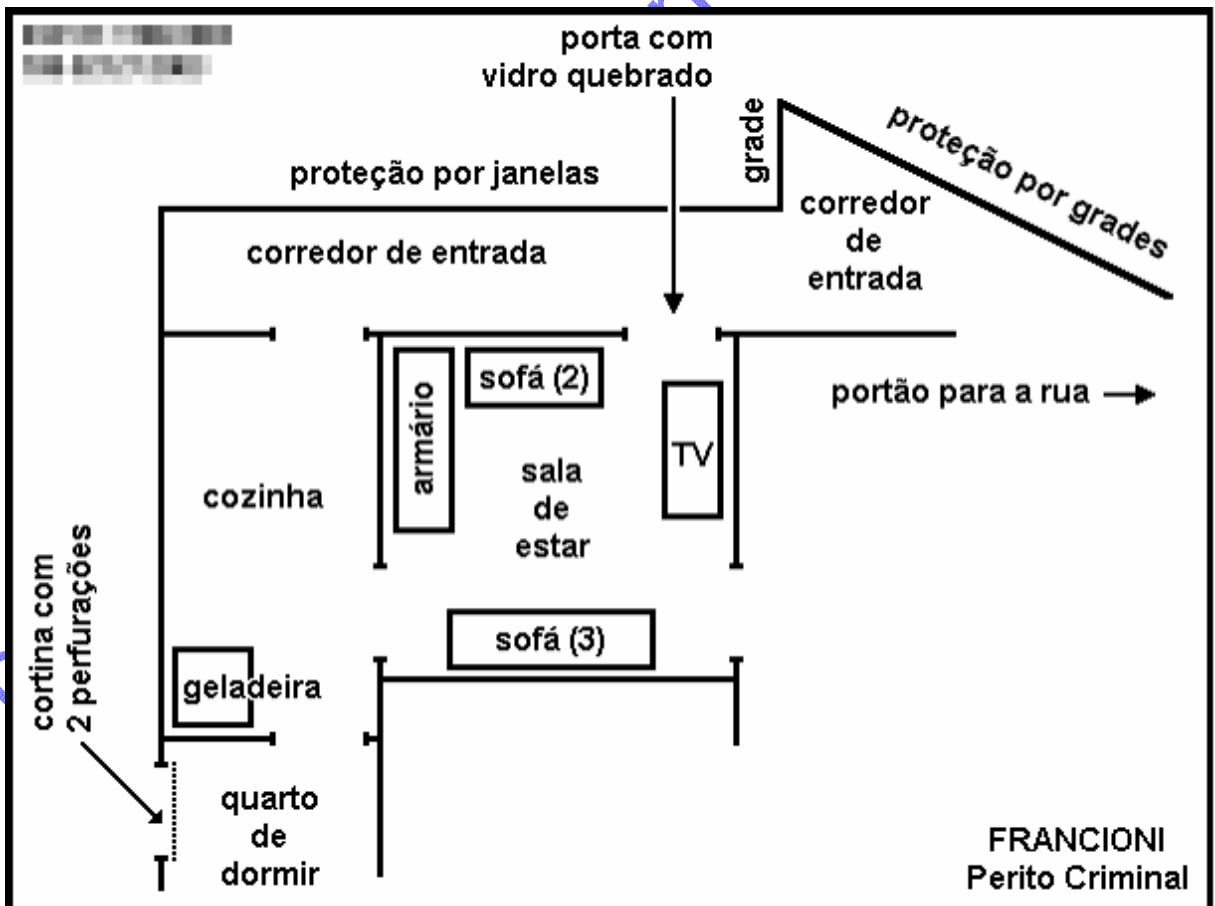 porta com
vidro quebrado
grade
proteção por grades
proteção por janelas
corredor
de
entrada
corredor de entrada
portão para a rua
armário
sofá (2)
TV
sala
de
estar
cozinha
cortina com
2 perfurações
sofá (3)
geladeira
quarto
de
dormir
FRANCIONI
Perito Criminal